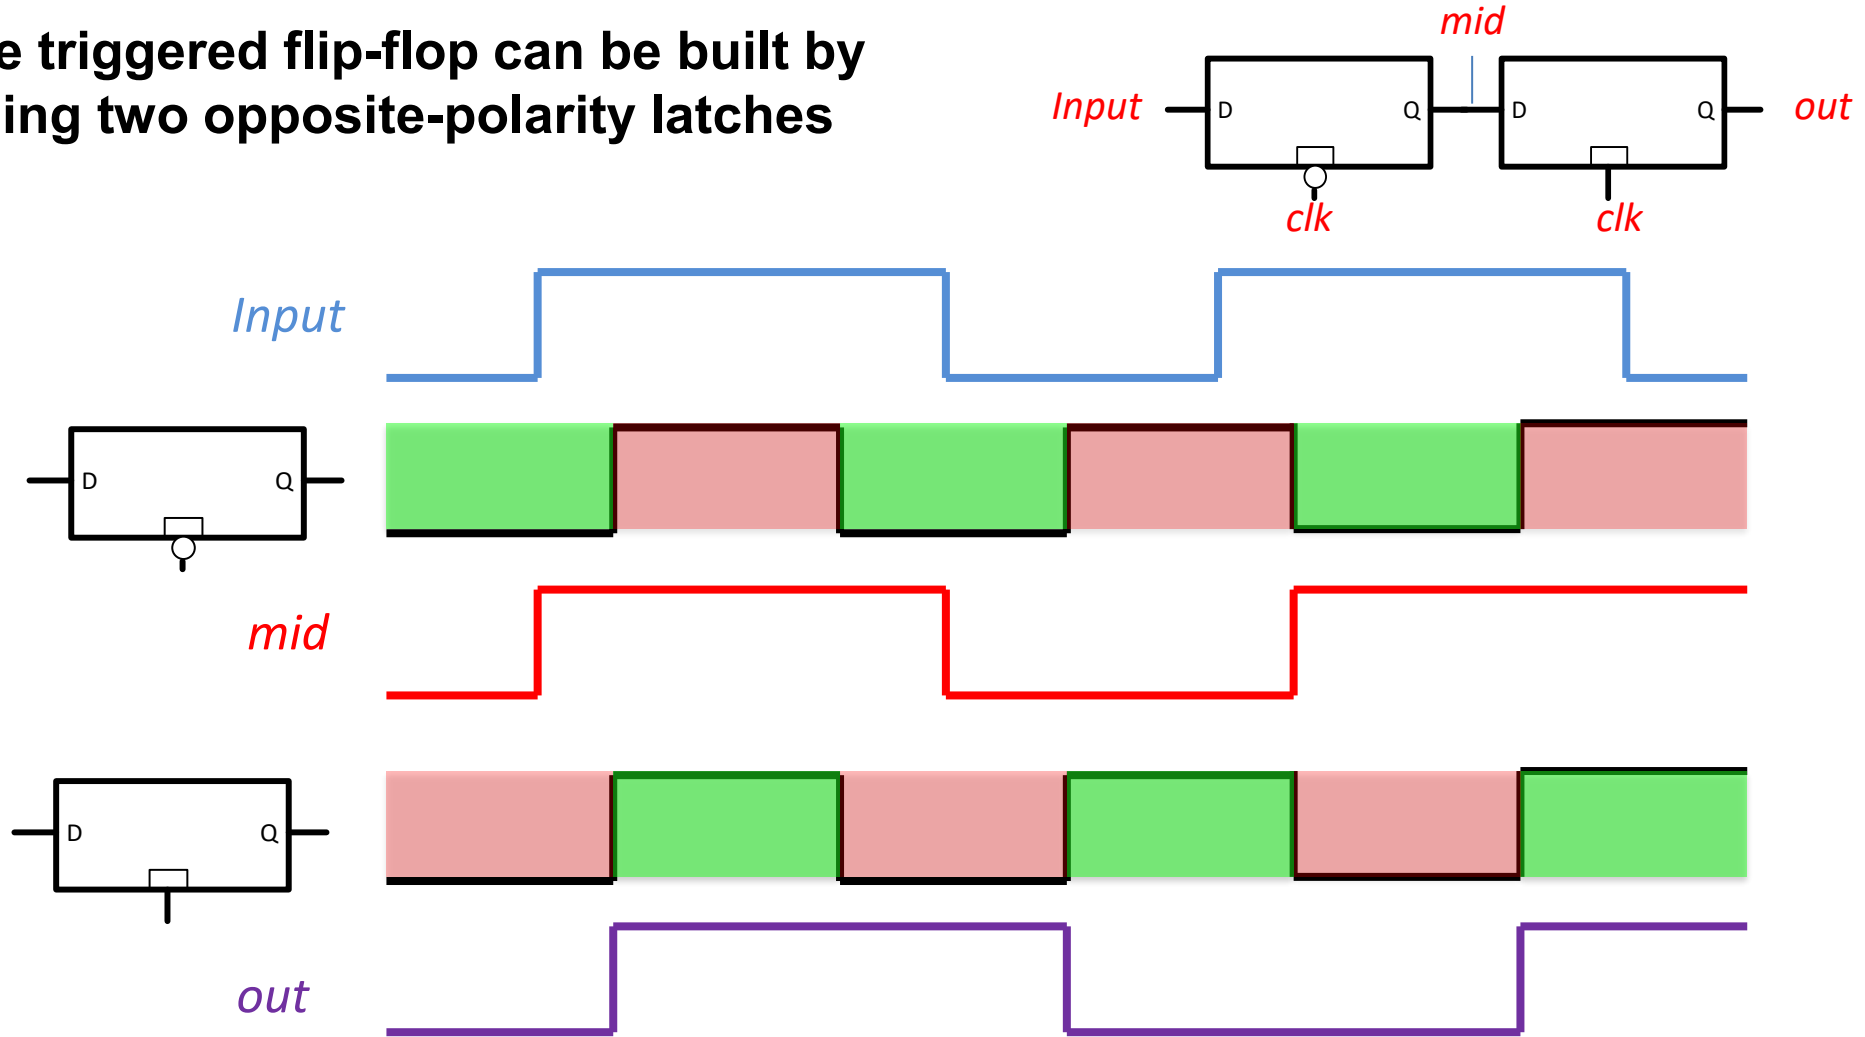 e triggered flip-flop can be built by
ing two opposite-polarity latches
mid
Input D Q D Q out
clk clk
Input
D Q
mid
D Q
out